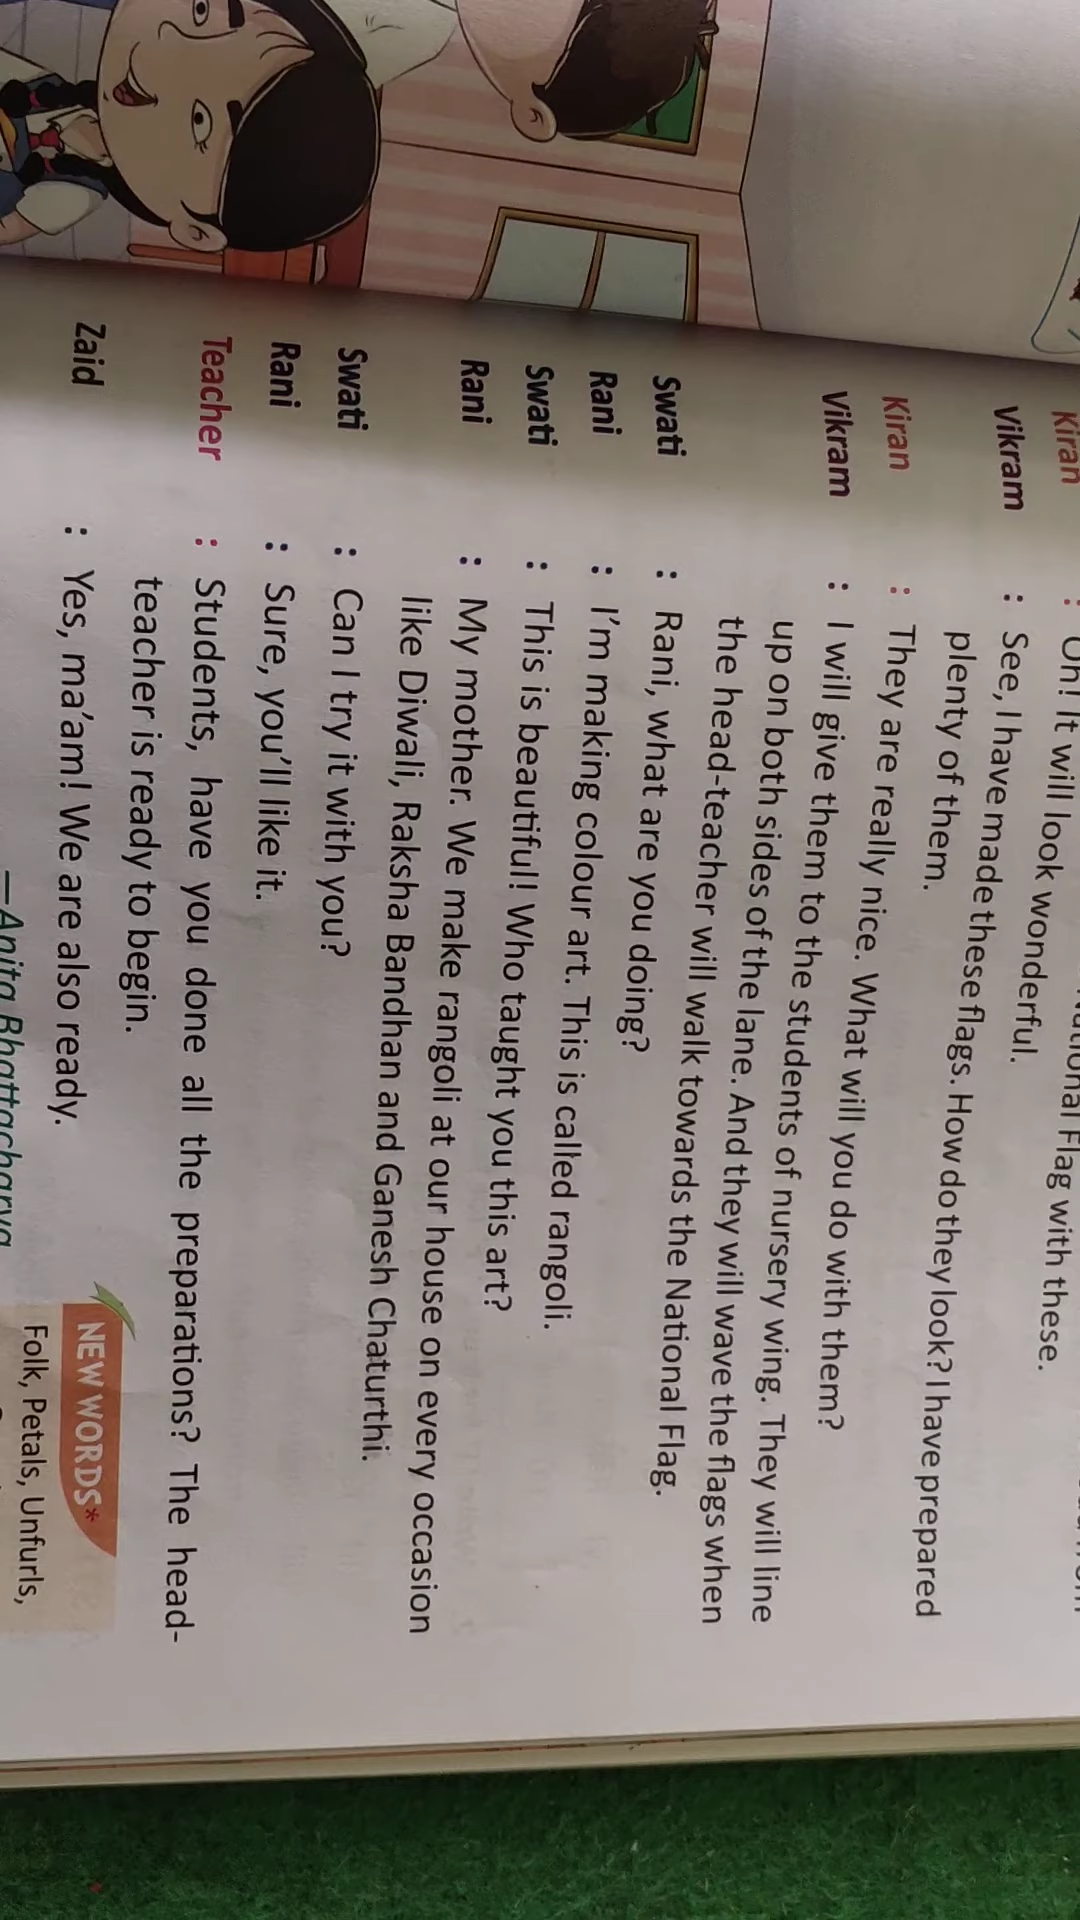 Flag with these.
Kiran : Oh! It will look wonderful.
Vikram : See, I have made these flags. How do they look? I have prepared
plenty of them.
Kiran : They are really nice. What will you do with them?
Vikram : I will give them to the students of nursery wing. They will line
up on both sides of the lane. And they will wave the flags when
the head-teacher will walk towards the National Flag.
Swati : Rani, what are you doing?
Rani : I'm making colour art. This is called rangoli.
Swati : This is beautiful! Who taught you this art?
Rani : My mother. We make rangoli at our house on every occasion
like Diwali, Raksha Bandhan and Ganesh Chaturthi.
Swati : Can I try it with you?
Rani : Sure, you'll like it.
Teacher : Students, have you done all the preparations? The head-
teacher is ready to begin.
Zaid : Yes, ma'am! We are also ready.
—Anita Bhattacharya
NEW WORDS*
Folk, Petals, Unfurls,